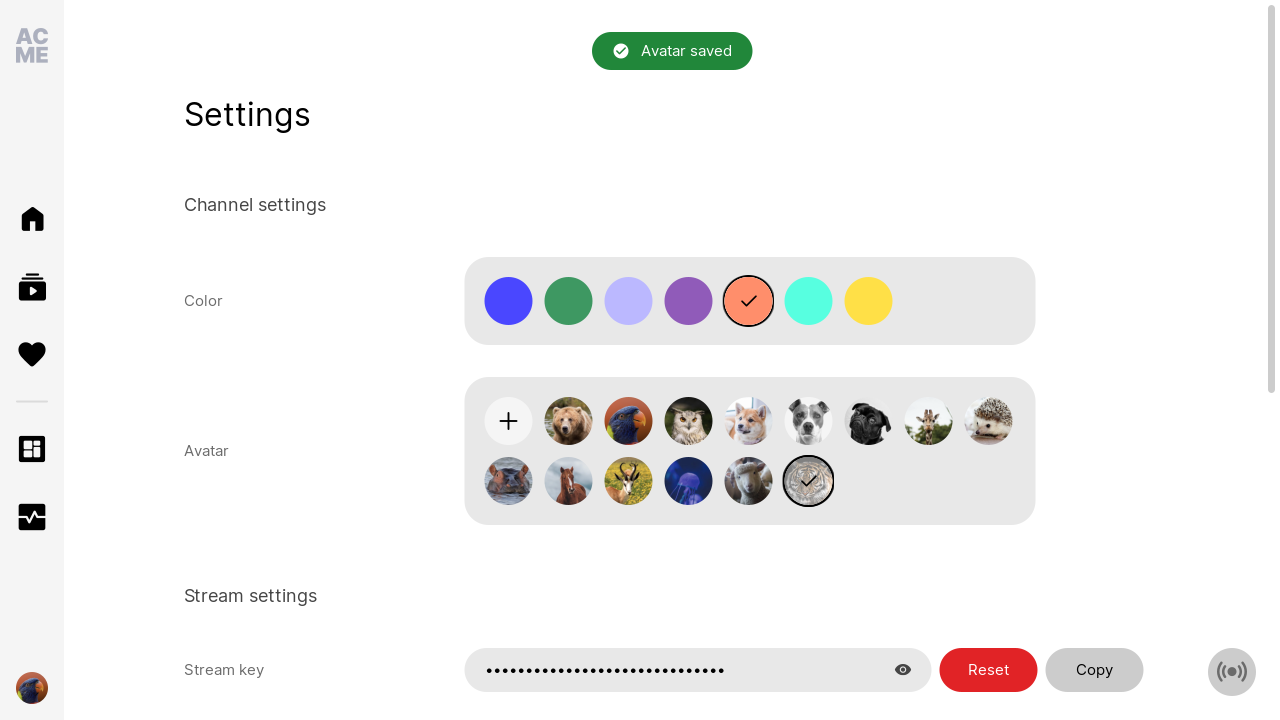 AC
ME
Avatar saved
Settings
Channel settings
Color
Avatar
Stream settings
Stream key
••••••••••••••••••••••••••••••
Reset
Copy